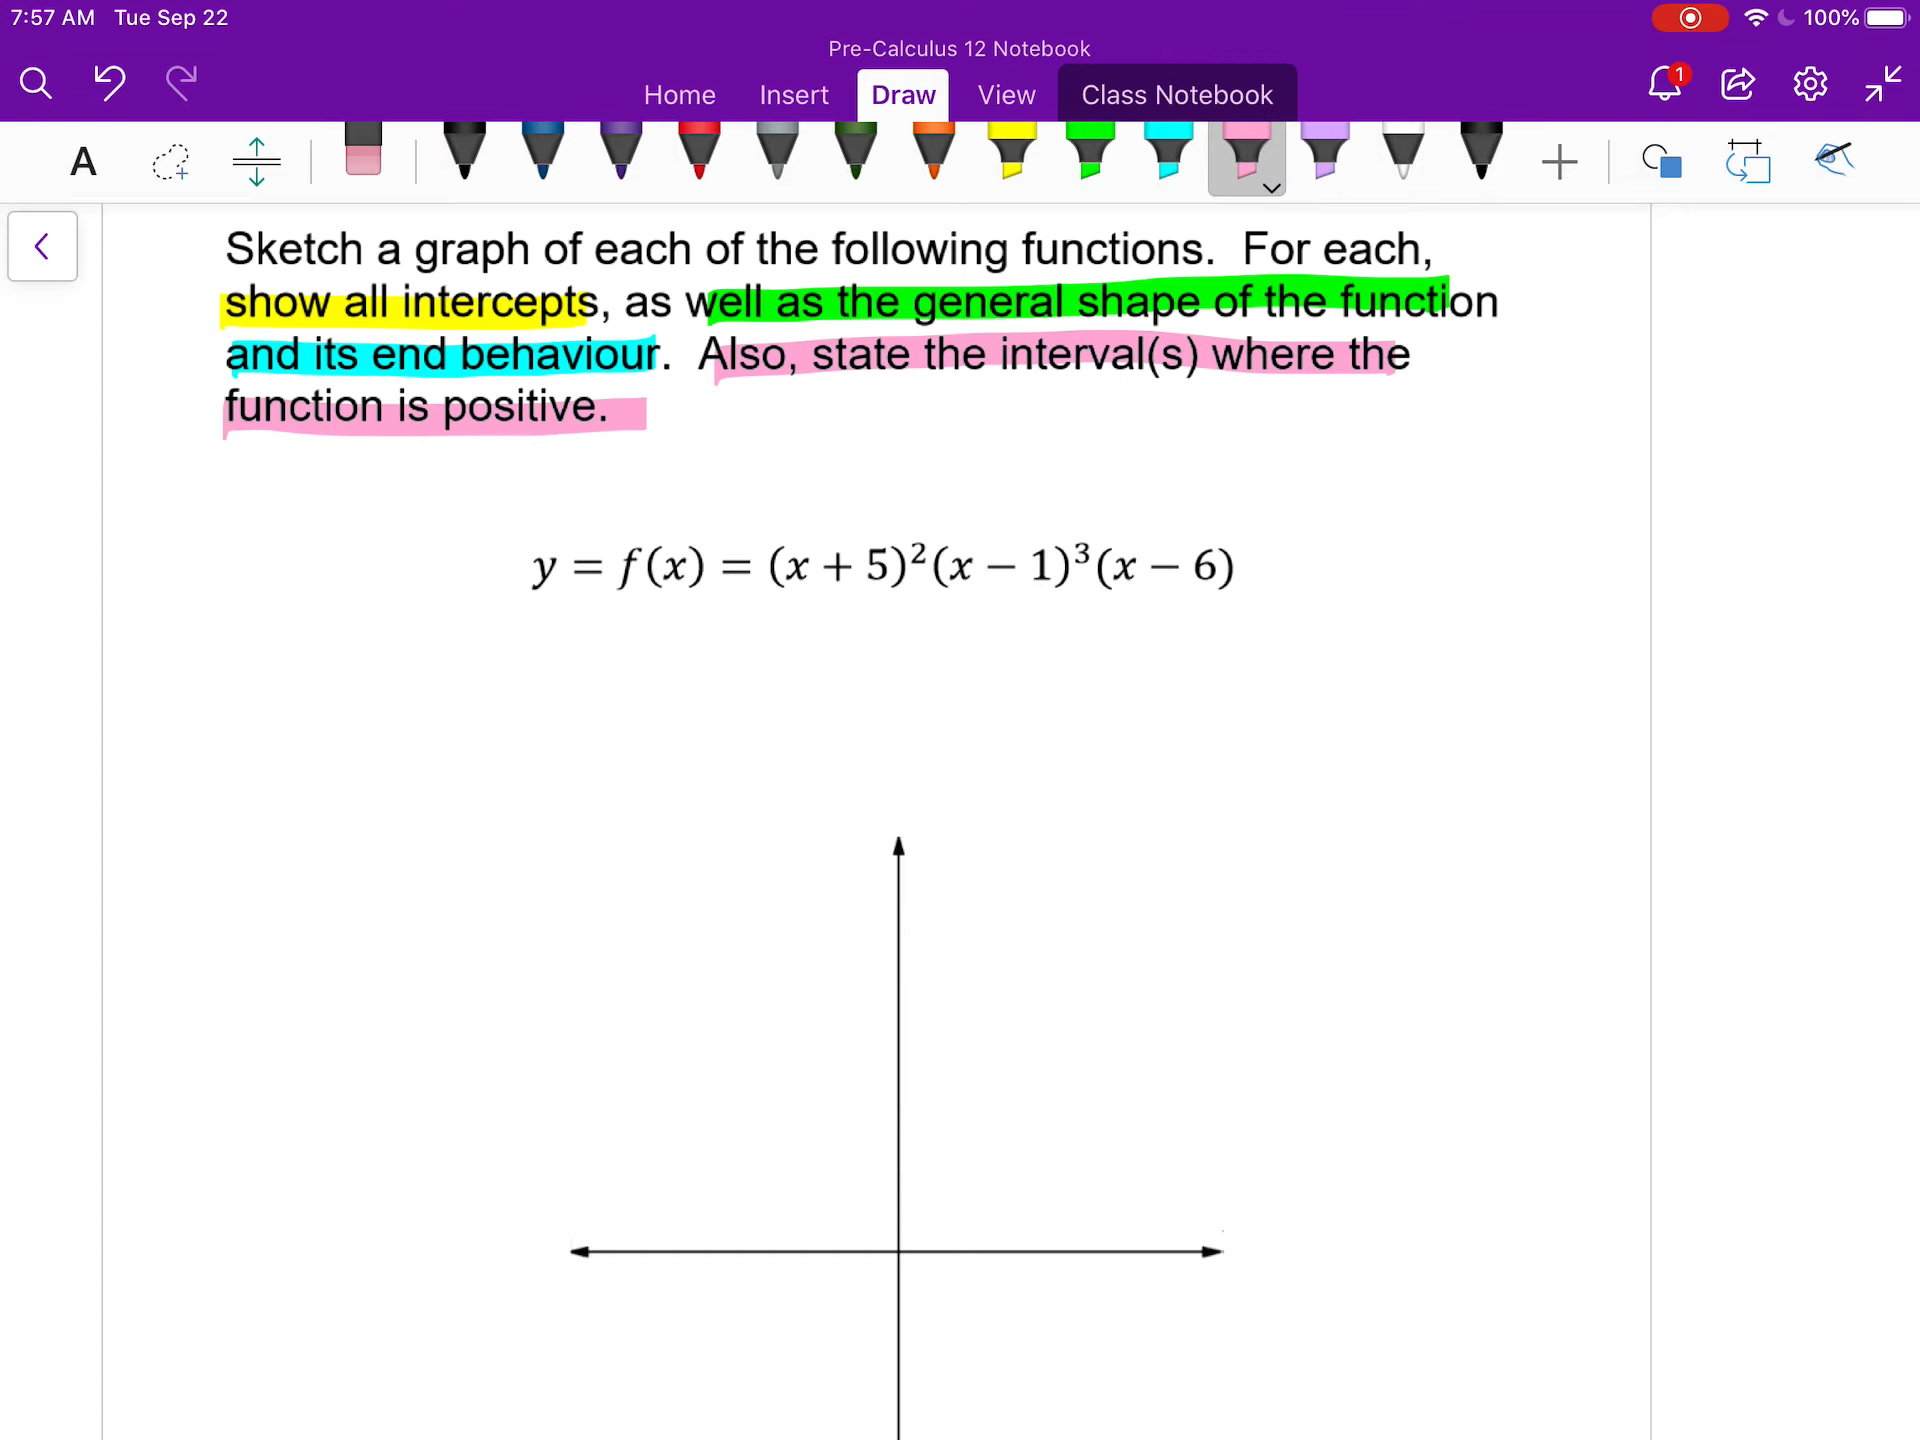 7:57 AM Tue Sep 22
100%
Pre-Calculus 12 Notebook
Home Insert Draw View Class Notebook
1
A
Sketch a graph of each of the following functions. For each,
show all intercepts, as well as the general shape of the function
and its end behaviour. Also, state the interval(s) where the
function is positive.
y = f(x) = (x + 5)²(x − 1)³(x − 6)